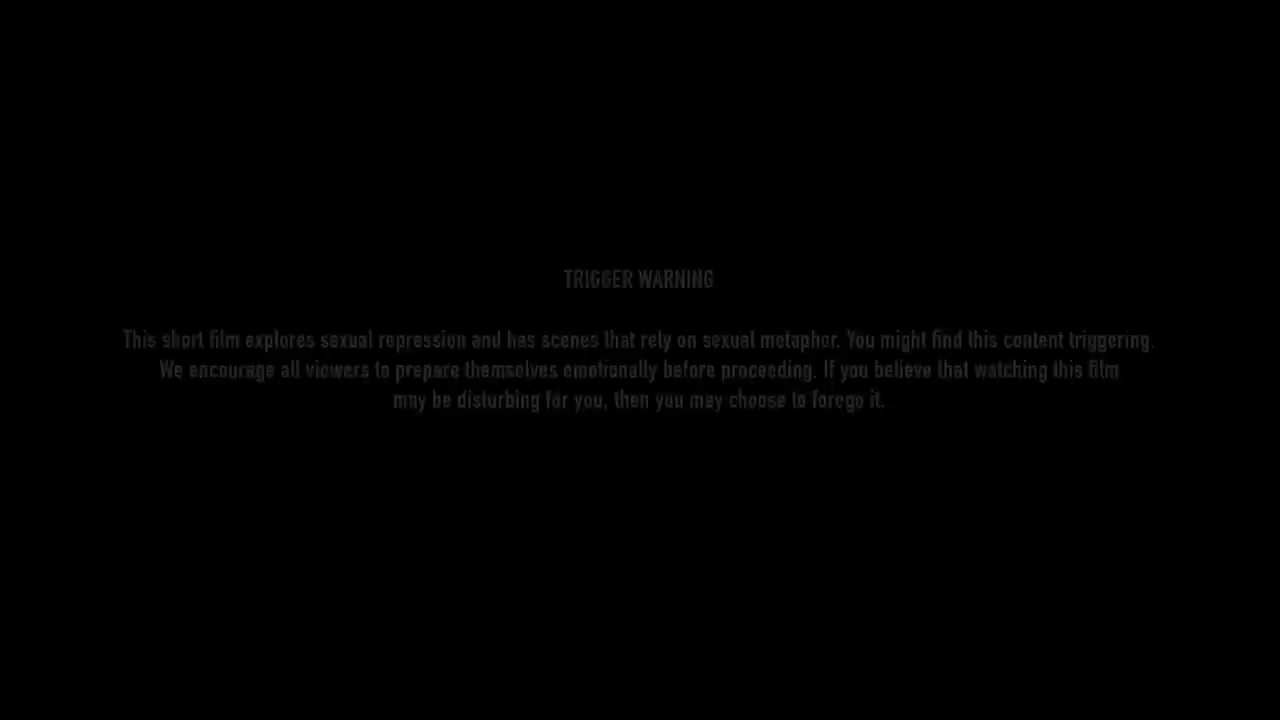 TRIGGER WARNING
This short film explores sexual repression and has scenes that rely on sexual metaphor. You might find this content triggering.
We encourage all viewers to prepare themselves emotionally before proceeding. If you believe that watching this film
may be disturbing for you, then you may choose to forego it.